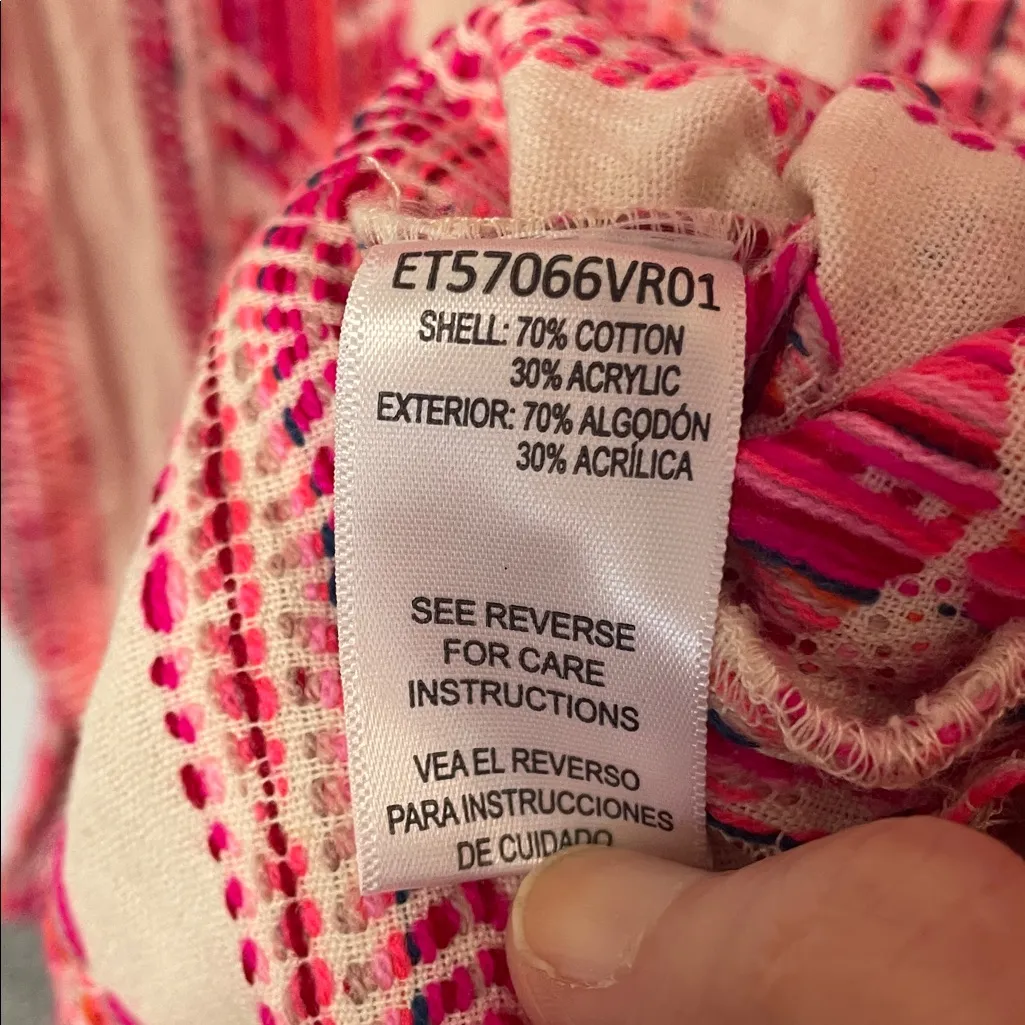 ET57066VR01
SHELL: 70% COTTON
30% ACRYLIC
EXTERIOR: 70% ALGODÓN
30% ACRÍLICA
SEE REVERSE
FOR CARE
INSTRUCTIONS
VEA EL REVERSO
PARA INSTRUCCIONES
DE CUIDADO